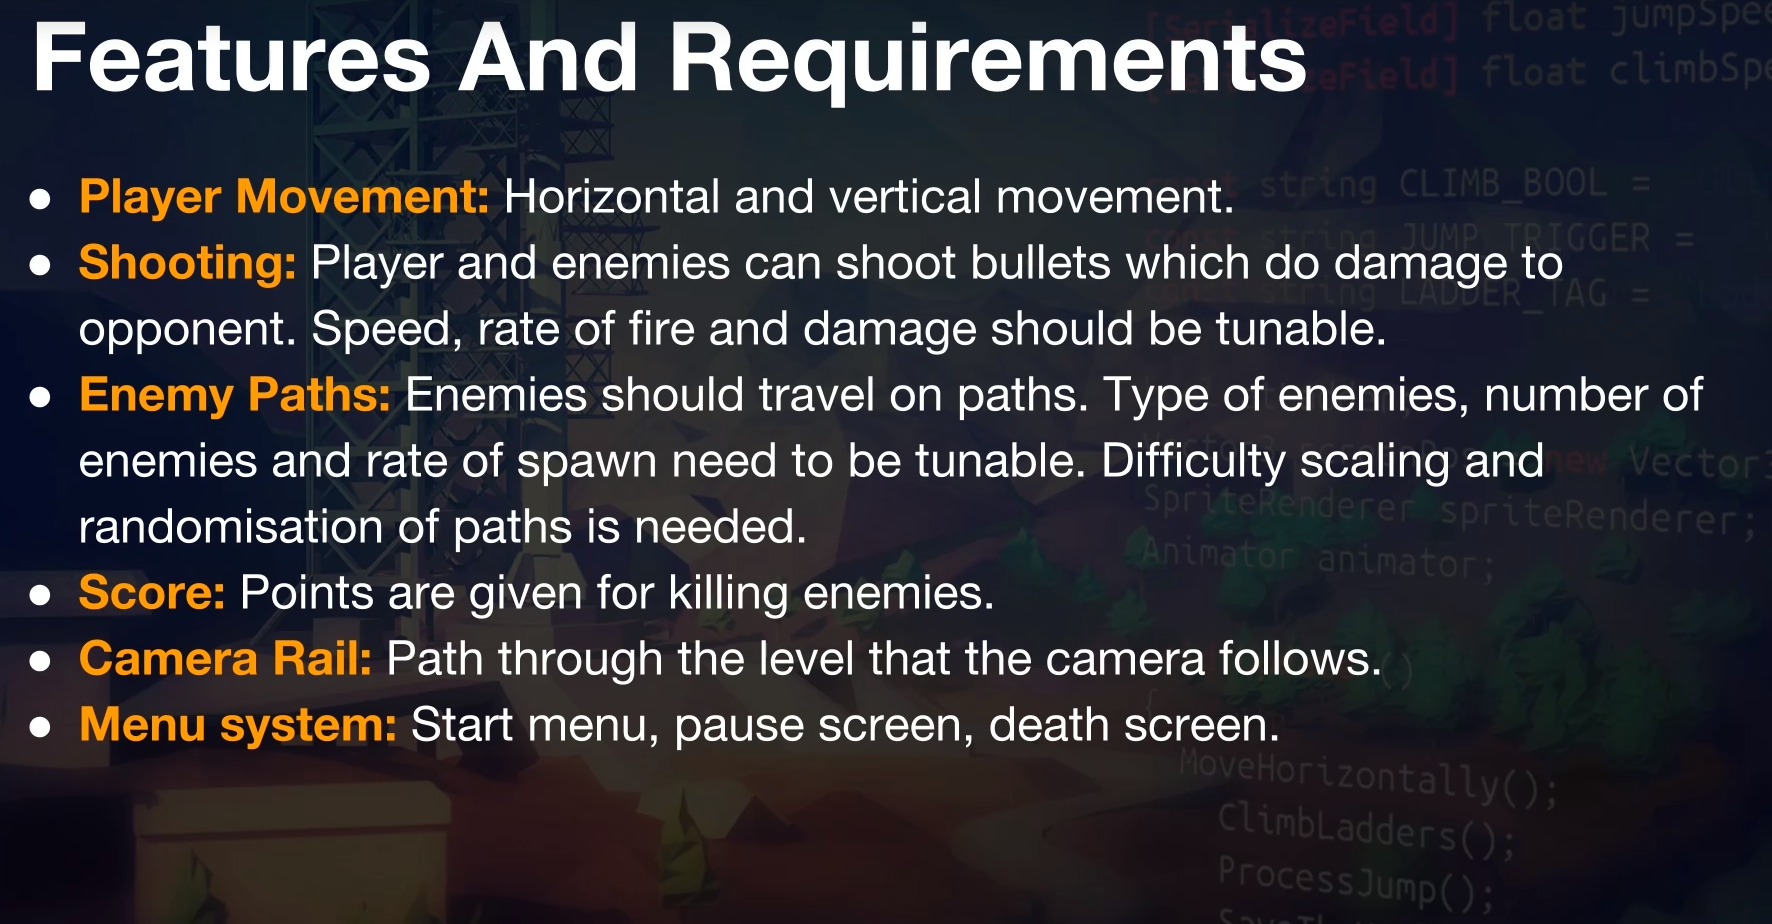 Features And Requirements
[SerializeField] float jumpSpee
zeField] float climbSpe
● Player Movement: Horizontal and vertical movement.
string CLIMB_BOOL =
● Shooting: Player and enemies can shoot bullets which do damage to
string JUMP_TRIGGER =
string LADDER_TAG =
opponent. Speed, rate of fire and damage should be tunable.
● Enemy Paths: Enemies should travel on paths. Type of enemies, number of
enemies and rate of spawn need to be tunable. Difficulty scaling and
new Vector3
SpriteRenderer spriteRenderer;
randomisation of paths is needed.
Animator animator;
● Score: Points are given for killing enemies.
● Camera Rail: Path through the level that the camera follows.
()
{
● Menu system: Start menu, pause screen, death screen.
MoveHorizontally();
ClimbLadders();
ProcessJump();